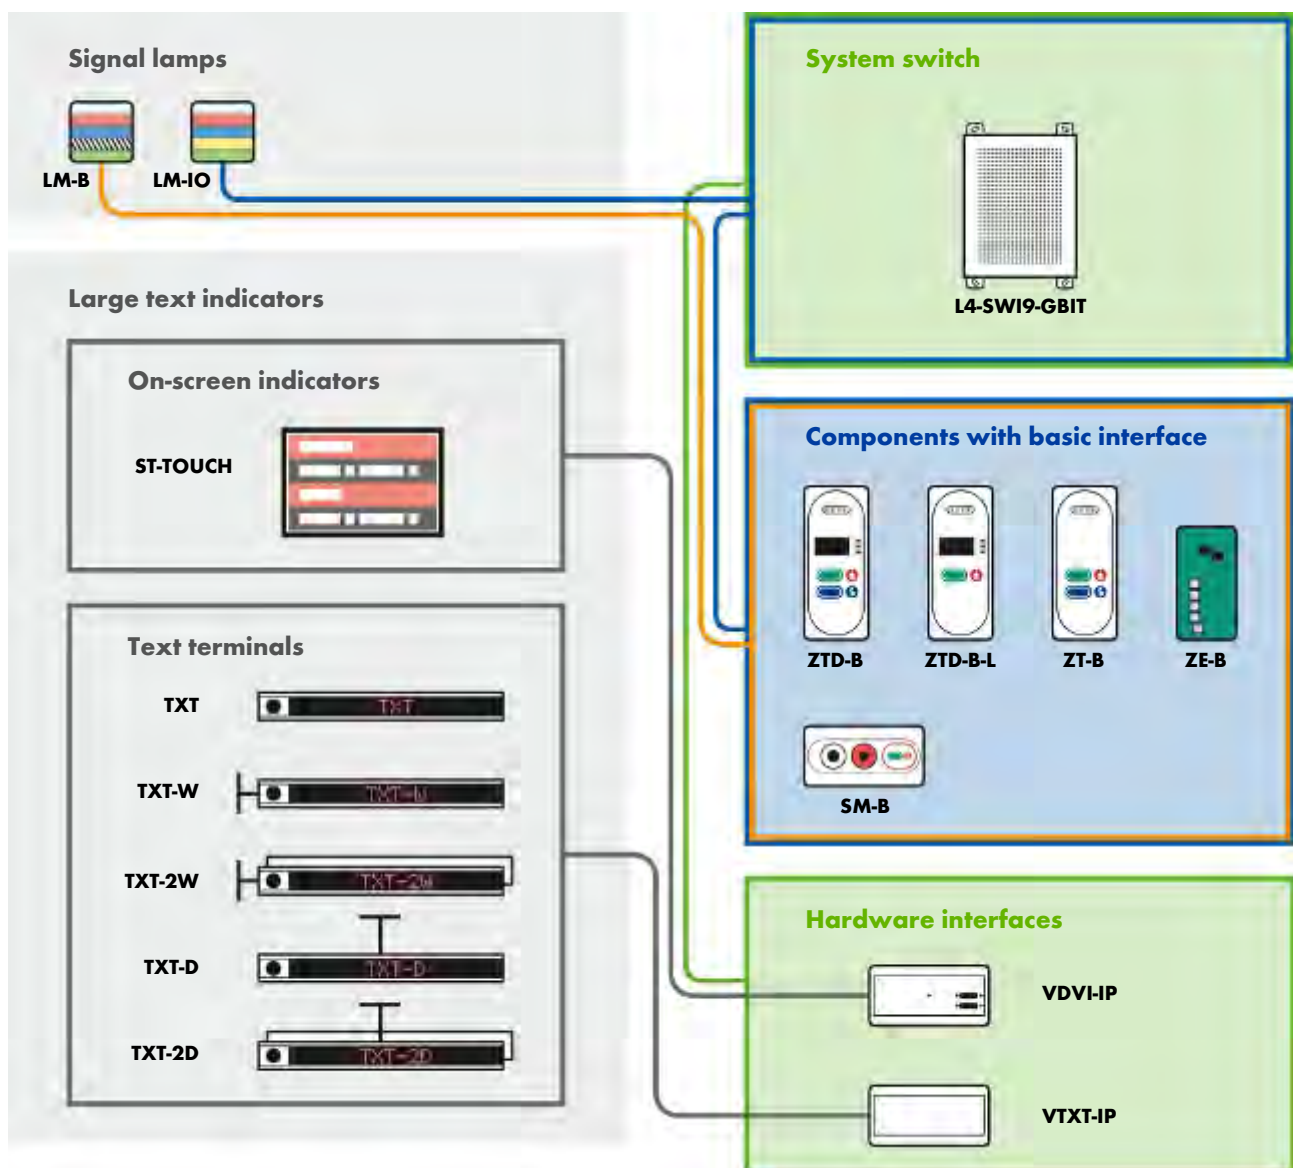 Signal lamps
LM-B
LM-IO
System switch
L4-SWI9-GBIT
Large text indicators
On-screen indicators
ST-TOUCH
Components with basic interface
ZTD-B
ZTD-B-L
ZT-B
ZE-B
SM-B
Text terminals
TXT
TXT
TXT-W
TXT-W
TXT-2W
TXT-2W
TXT-D
TXT-D
TXT-2D
TXT-2D
Hardware interfaces
VDVI-IP
VTXT-IP